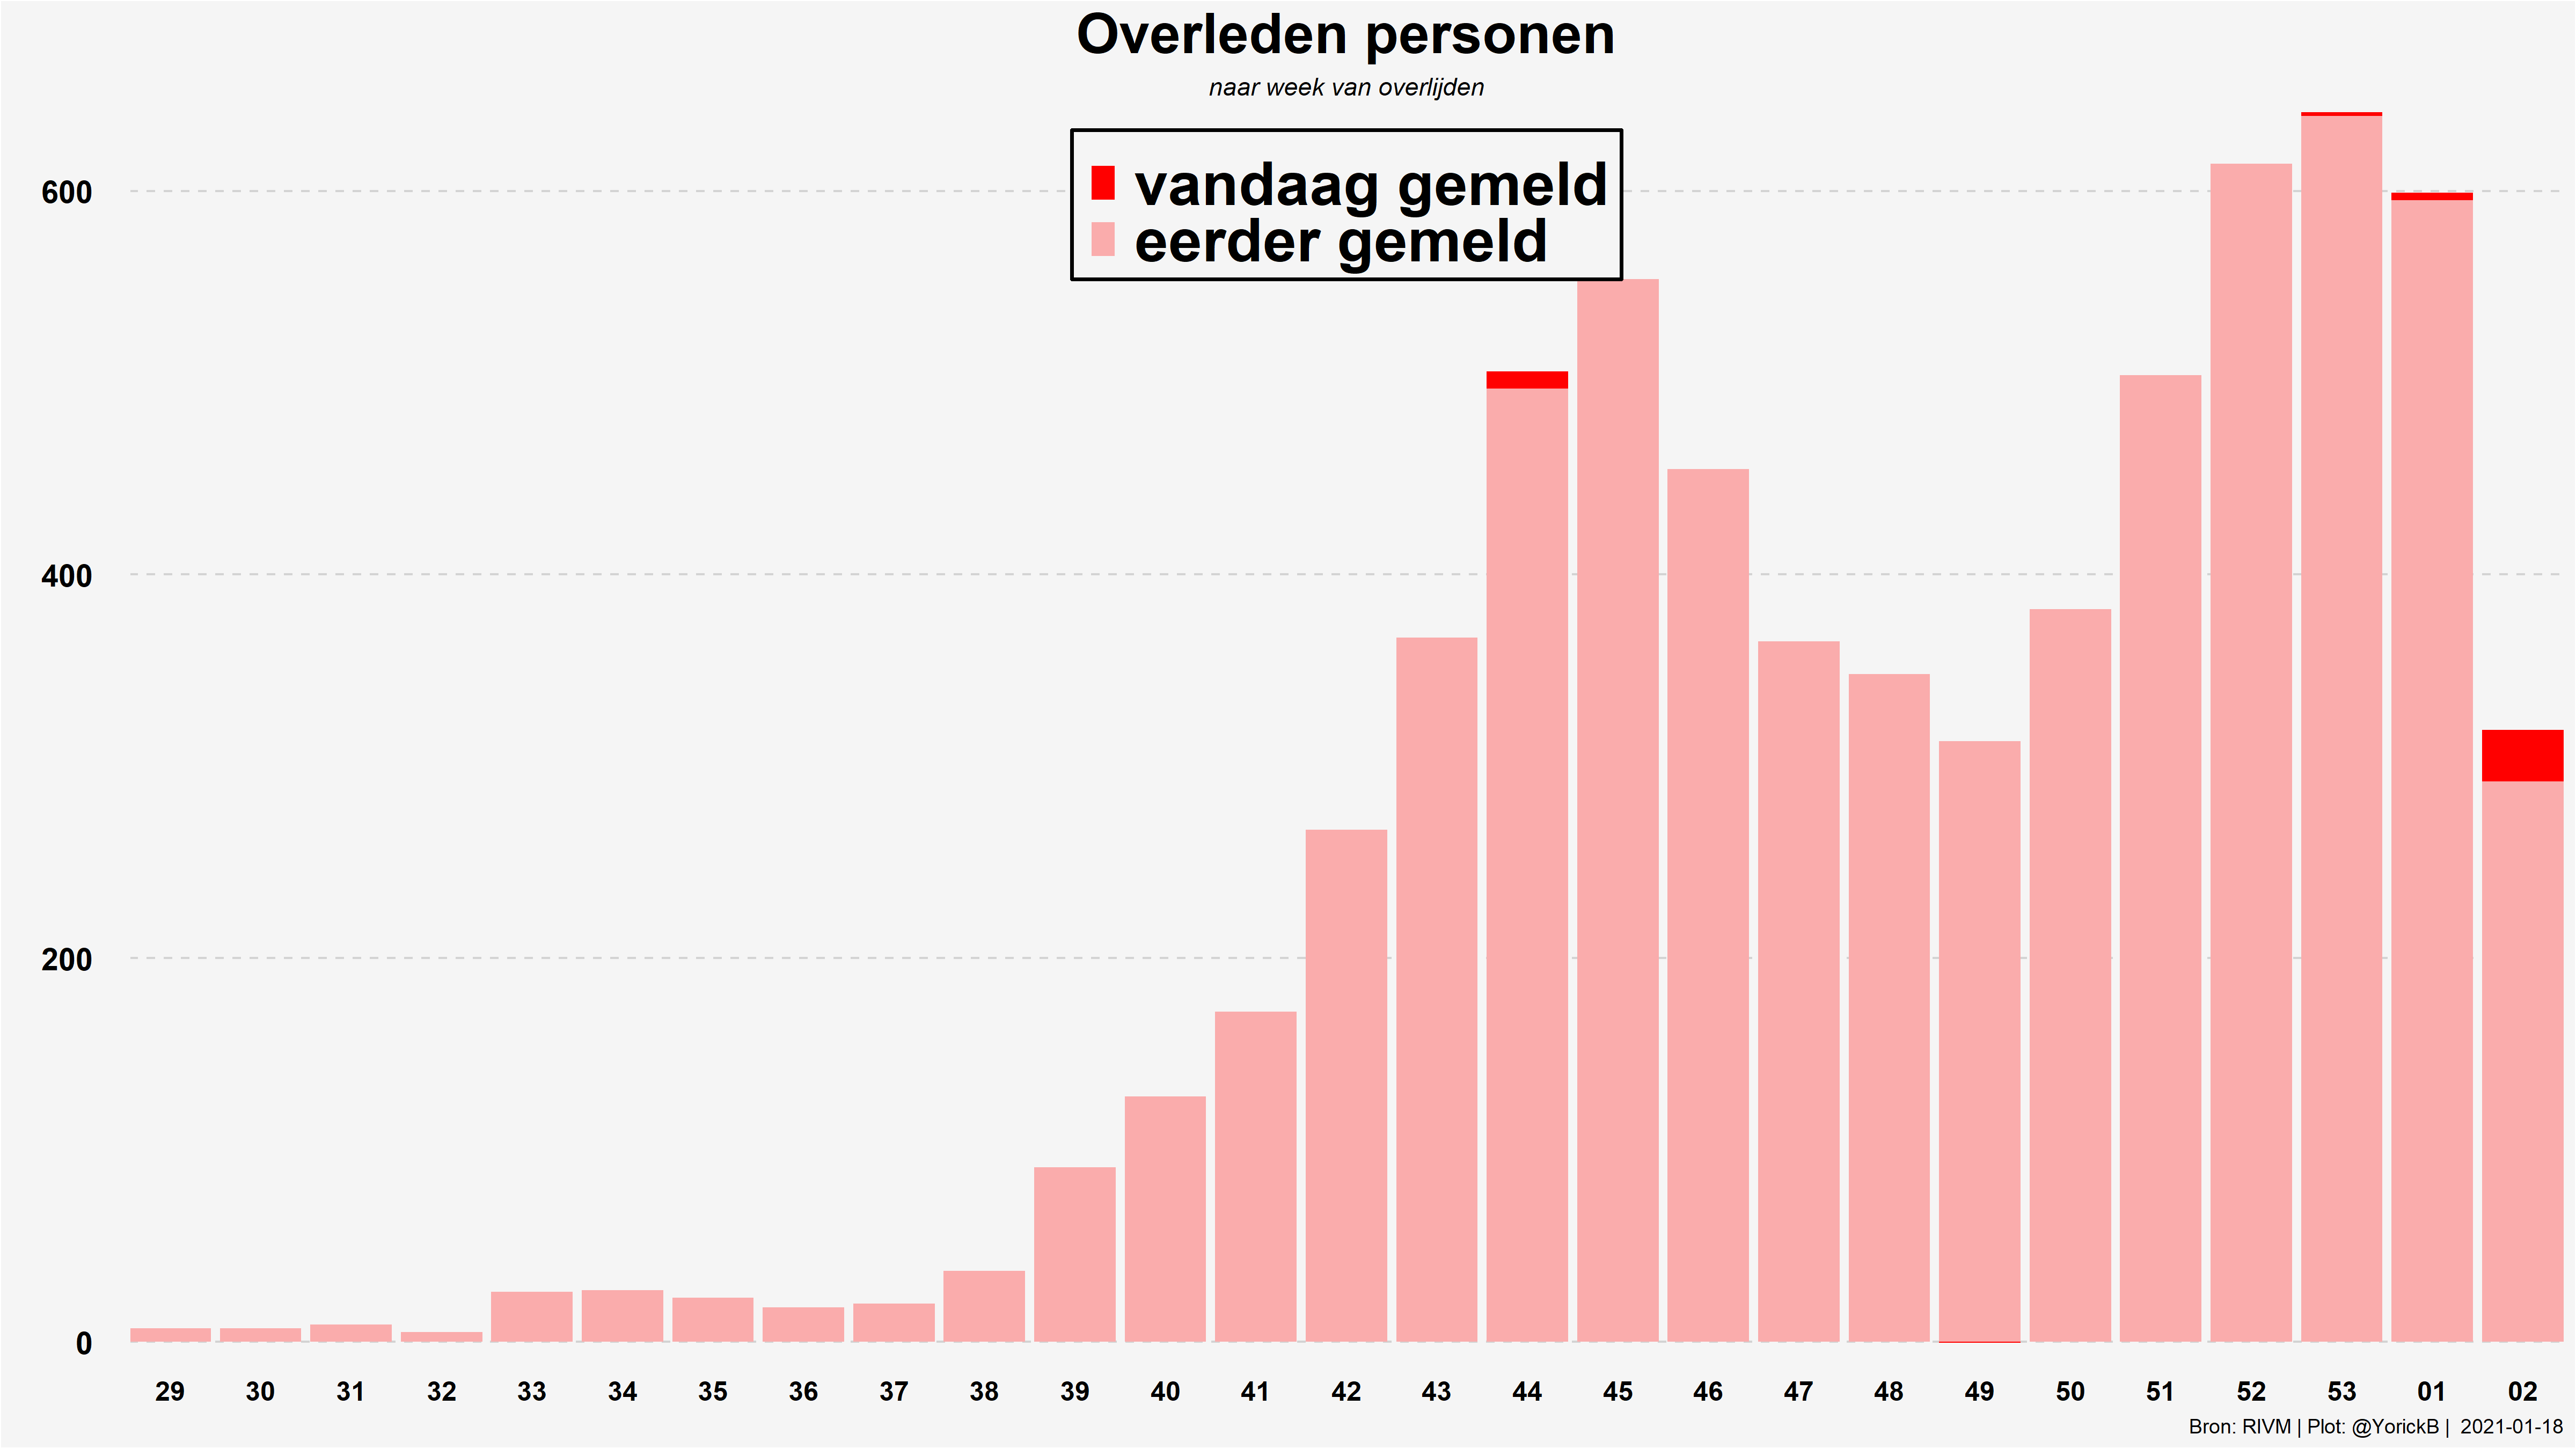 Overleden personen
naar week van overlijden
vandaag gemeld
eerder gemeld
600
400
200
0
29 30 31 32 33 34 35 36 37 38 39 40 41 42 43 44 45 46 47 48 49 50 51 52 53 01 02
Bron: RIVM | Plot: @YorickB | 2021-01-18